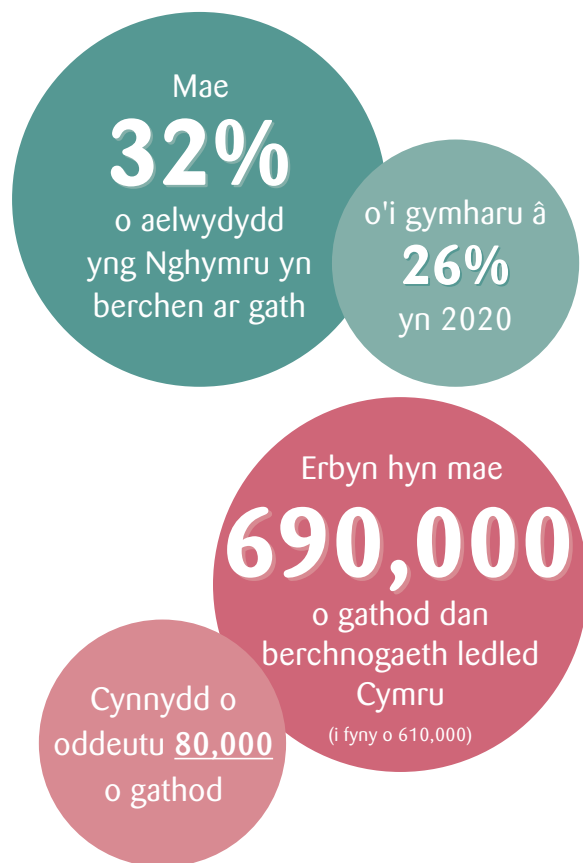 Mae
32%
o aelwydydd
yng Nghymru yn
berchen ar gath
o'i gymharu â
26%
yn 2020
Erbyn hyn mae
690,000
o gathod dan
berchnogaeth ledled
Cymru
(i fyny o 610,000)
Cynnydd o
oddeutu 80,000
o gathod